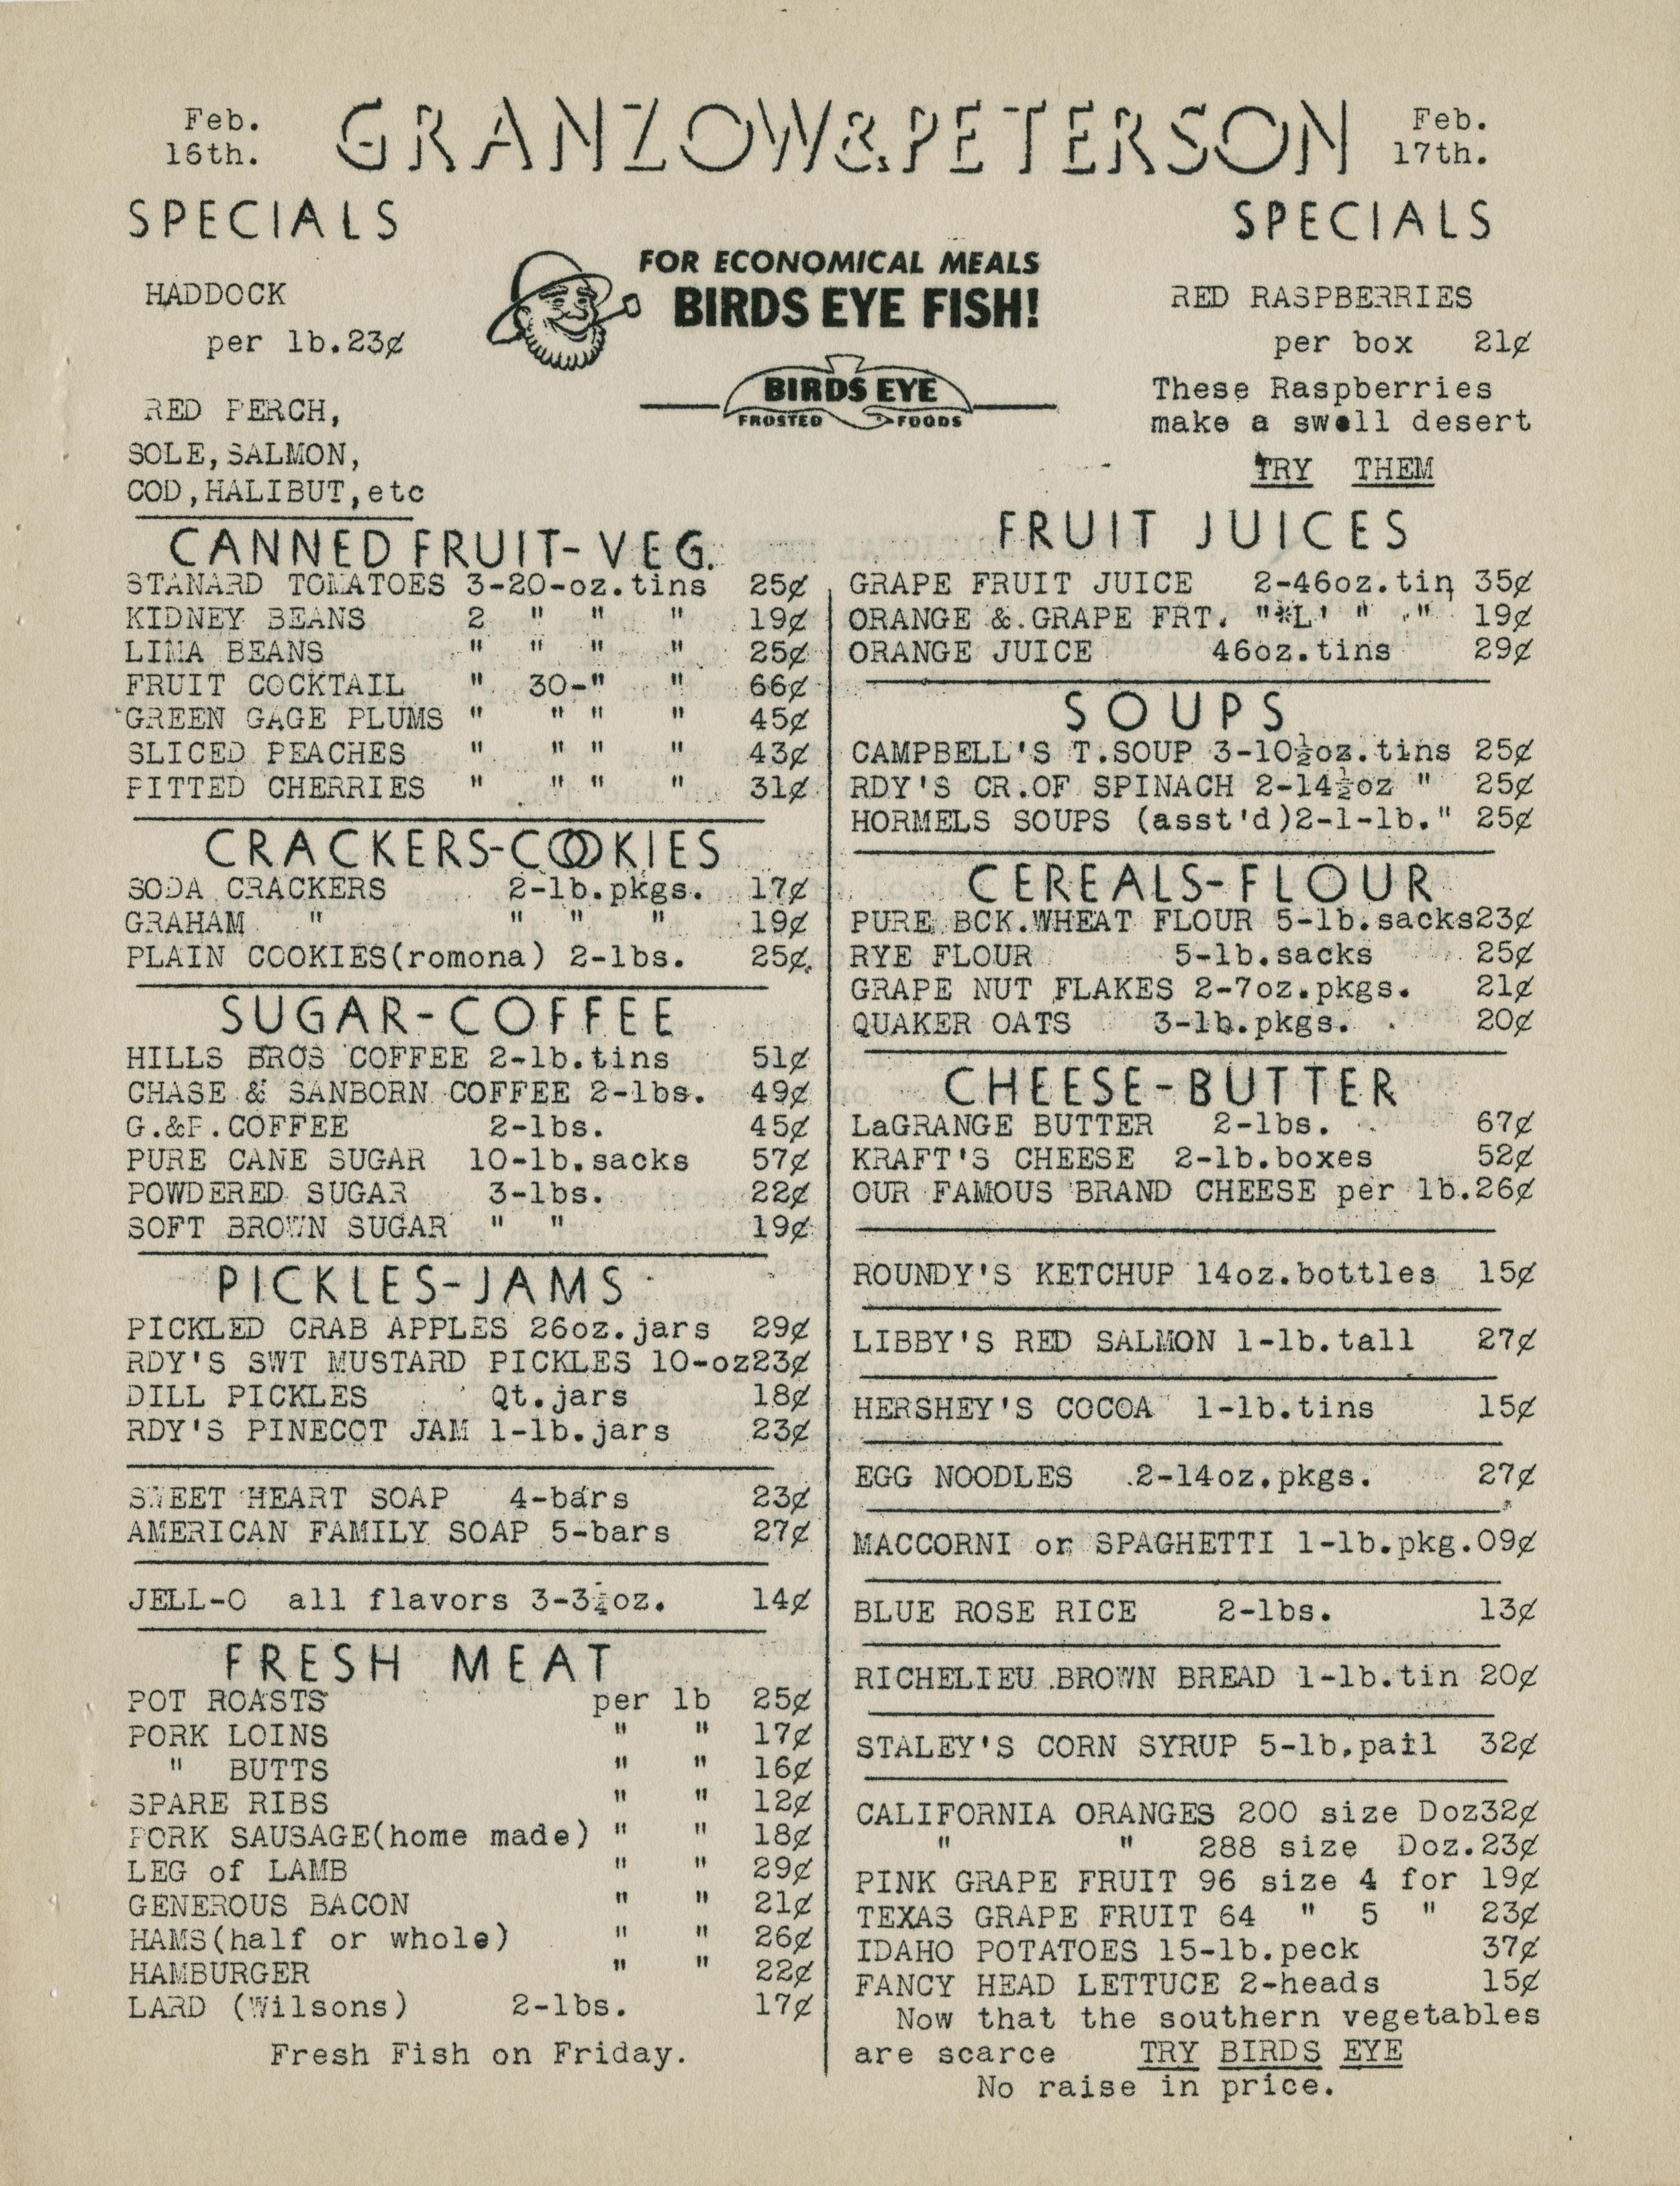 Feb.
16th.
GRANZOW&PETERSON
Feb.
17th.
SPECIALS
HADDOCK
per lb.23¢
RED PERCH,
SOLE,SALMON,
COD,HALIBUT,etc
FOR ECONOMICAL MEALS
BIRDS EYE FISH!
BIRDS EYE
FROSTED FOODS
SPECIALS
RED RASPBERRIES
per box 21¢
These Raspberries
make a swell desert
TRY THEM
CANNED FRUIT-VEG.
STANARD TOMATOES 3-20-oz.tins 25¢
KIDNEY BEANS 2 " " " 19¢
LIMA BEANS " " " " 25¢
FRUIT COCKTAIL " 30-" " 66¢
GREEN GAGE PLUMS " " " " 45¢
SLICED PEACHES " " " " 43¢
PITTED CHERRIES " " " " 31¢
CRACKERS-COOKIES
SODA CRACKERS 2-lb.pkgs. 17¢
GRAHAM " " " " 19¢
PLAIN COOKIES(romona) 2-lbs. 25¢
SUGAR-COFFEE
HILLS BROS COFFEE 2-lb.tins 51¢
CHASE & SANBORN COFFEE 2-lbs. 49¢
G.&P.COFFEE 2-lbs. 45¢
PURE CANE SUGAR 10-lb.sacks 57¢
POWDERED SUGAR 3-lbs. 22¢
SOFT BROWN SUGAR " " 19¢
PICKLES-JAMS
PICKLED CRAB APPLES 26oz.jars 29¢
RDY'S SWT MUSTARD PICKLES 10-oz23¢
DILL PICKLES Qt.jars 18¢
RDY'S PINECOT JAM 1-lb.jars 23¢
SWEET HEART SOAP 4-bars 23¢
AMERICAN FAMILY SOAP 5-bars 27¢
JELL-O all flavors 3-3¼oz. 14¢
FRESH MEAT
POT ROASTS per lb 25¢
PORK LOINS " " 17¢
" BUTTS " " 16¢
SPARE RIBS " " 12¢
PORK SAUSAGE(home made) " " 18¢
LEG of LAMB " " 29¢
GENEROUS BACON " " 21¢
HAMS(half or whole) " " 26¢
HAMBURGER " " 22¢
LARD (Wilsons) 2-lbs. 17¢
Fresh Fish on Friday.
FRUIT JUICES
GRAPE FRUIT JUICE 2-46oz.tin 35¢
ORANGE &.GRAPE FRT. " " " 19¢
ORANGE JUICE 46oz.tins 29¢
SOUPS
CAMPBELL'S T.SOUP 3-10½oz.tins 25¢
RDY'S CR.OF SPINACH 2-14½oz " 25¢
HORMELS SOUPS (asst'd)2-1-lb." 25¢
CEREALS-FLOUR
PURE BCK.WHEAT FLOUR 5-lb.sacks23¢
RYE FLOUR 5-lb.sacks 25¢
GRAPE NUT FLAKES 2-7oz.pkgs. 21¢
QUAKER OATS 3-lb.pkgs. 20¢
CHEESE-BUTTER
LaGRANGE BUTTER 2-lbs. 67¢
KRAFT'S CHEESE 2-lb.boxes 52¢
OUR FAMOUS BRAND CHEESE per lb.26¢
ROUNDY'S KETCHUP 14oz.bottles 15¢
LIBBY'S RED SALMON 1-lb.tall 27¢
HERSHEY'S COCOA 1-lb.tins 15¢
EGG NOODLES 2-14oz.pkgs. 27¢
MACCORNI or SPAGHETTI 1-lb.pkg.09¢
BLUE ROSE RICE 2-lbs. 13¢
RICHELIEU BROWN BREAD 1-lb.tin 20¢
STALEY'S CORN SYRUP 5-lb.pail 32¢
CALIFORNIA ORANGES 200 size Doz32¢
" " 288 size Doz.23¢
PINK GRAPE FRUIT 96 size 4 for 19¢
TEXAS GRAPE FRUIT 64 " 5 " 23¢
IDAHO POTATOES 15-lb.peck 37¢
FANCY HEAD LETTUCE 2-heads 15¢
Now that the southern vegetables
are scarce TRY BIRDS EYE
No raise in price.